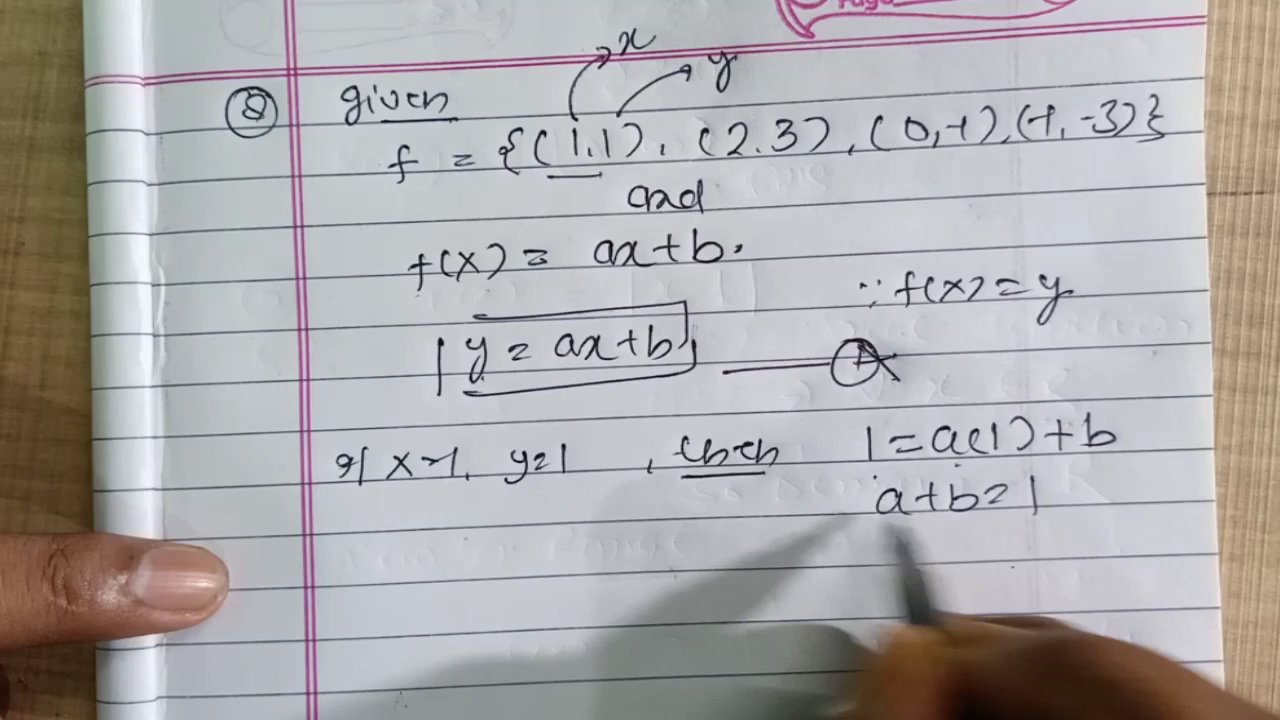 x
y
⑧ given
f = {(1,1), (2,3), (0,-1), (-1,-3)}
and
f(x) = ax+b.
∵ f(x) = y
y = ax+b —— Ⓐ
If x=1, y=1, then 1=a(1)+b
a+b=1